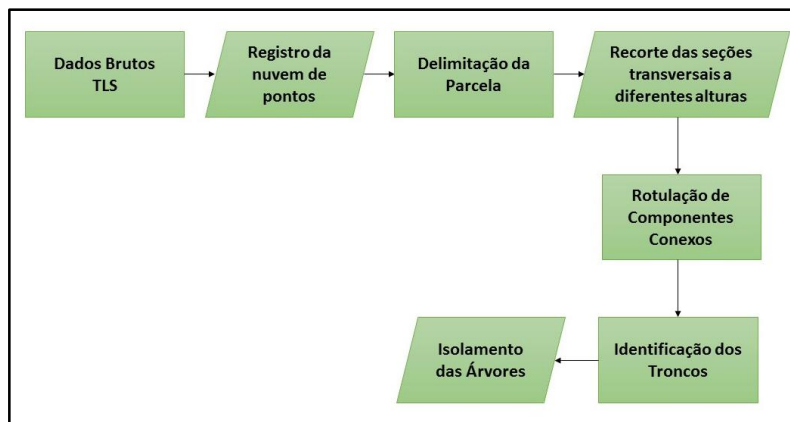 Dados Brutos
TLS
Registro da
nuvem de
pontos
Delimitação da
Parcela
Recorte das seções
transversais a
diferentes alturas
Rotulação de
Componentes
Conexos
Identificação dos
Troncos
Isolamento
das Árvores